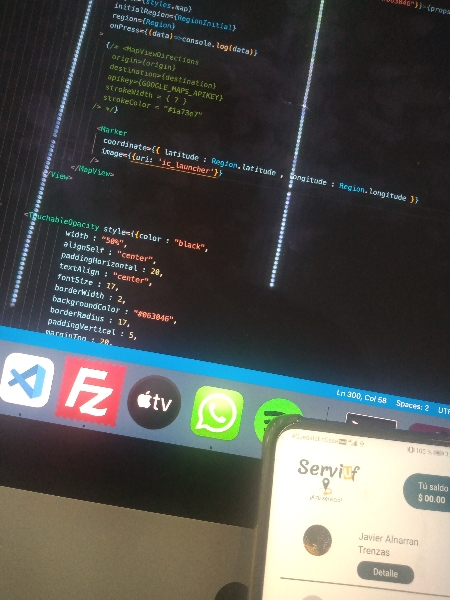 styles.map}
initialRegion={RegionInitial}
region={Region}
onPress={(data)=>console.log(data)}
>
{/* <MapViewDirections
origin={origin}
destination={destination}
apikey={GOOGLE_MAPS_APIKEY}
strokeWidth = { 7 }
strokeColor = "#1a73e7"
/> */}
<Marker
coordinate={{ latitude : Region.latitude , longitude : Region.longitude }}
image={{uri: 'ic_launcher'}}
/>
</MapView>
</View>
<TouchableOpacity style={{color : "black",
width : "50%",
alignSelf : "center",
paddingHorizontal : 20,
textAlign : "center",
fontSize : 17,
borderWidth : 2,
backgroundColor : "#063046",
borderRadius : 17,
paddingVertical : 5,
marginTop : 20,
Ln 300, Col 58 Spaces: 2 UTF
FZ
tv
Serviuf
Tú saldo
$ 00.00
Javier Alnarran
Trenzas
Detalle